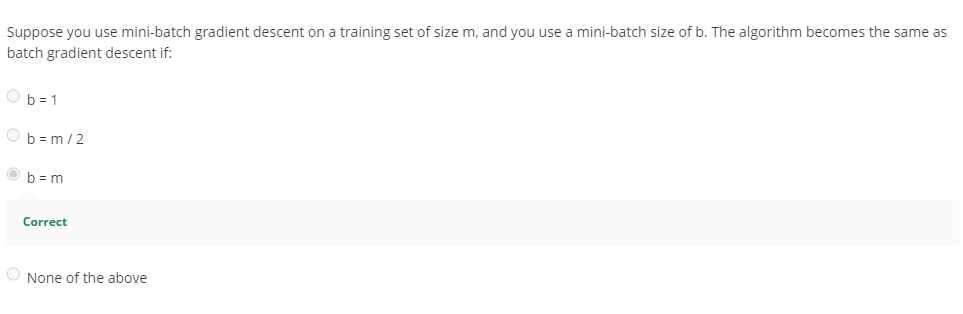 Suppose you use mini-batch gradient descent on a training set of size m, and you use a mini-batch size of b. The algorithm becomes the same as
batch gradient descent if:
b = 1
b = m / 2
b = m
Correct
None of the above